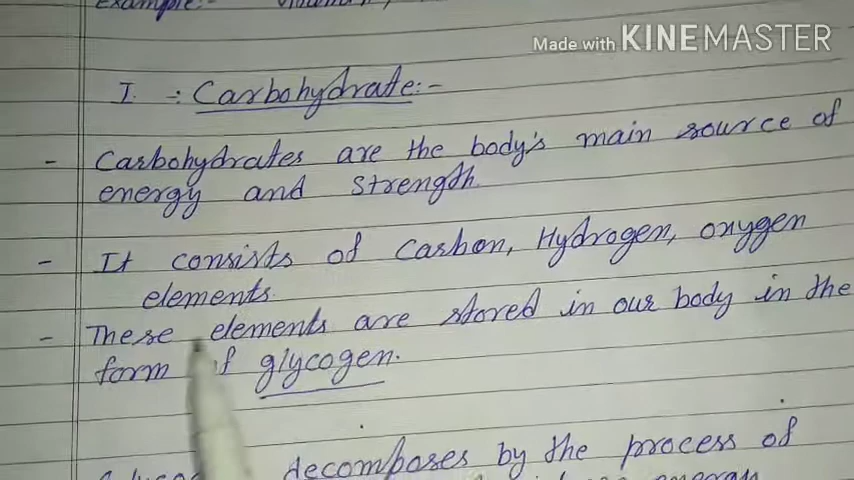 Example:-
Made with KINEMASTER
I. :- Carbohydrate:-
- Carbohydrates are the body's main source of
energy and strength.
- It consists of Carbon, Hydrogen, oxygen
elements.
- These elements are stored in our body in the
form of glycogen.
decomposes by the process of